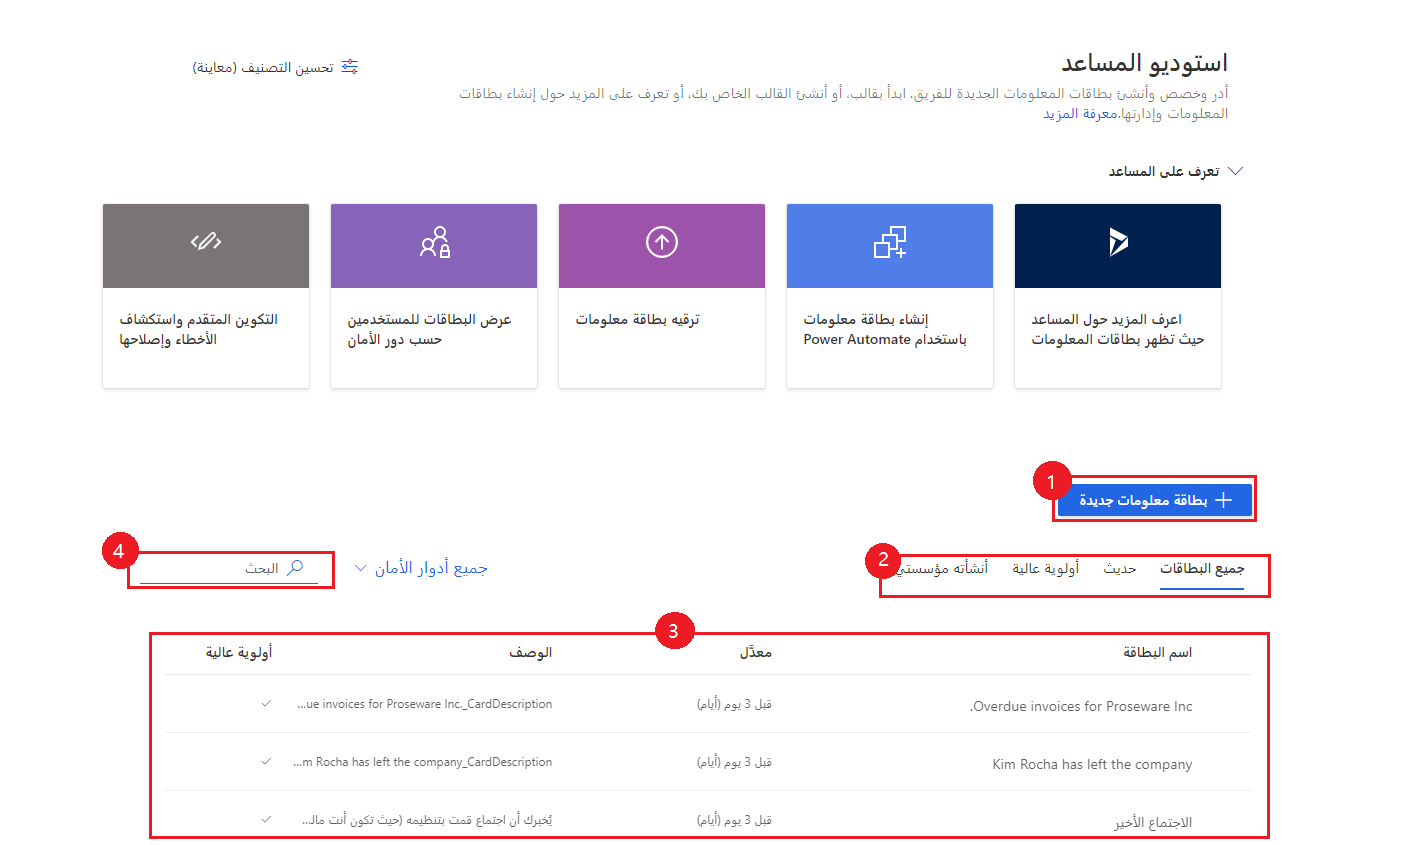 استوديو المساعد
تحسين التصنيف (معاينة)
أدر وخصص وأنشئ بطاقات المعلومات الجديدة للفريق. ابدأ بقالب، أو أنشئ القالب الخاص بك، أو تعرف على المزيد حول إنشاء بطاقات
المعلومات وإدارتها.معرفة المزيد
تعرف على المساعد
اعرف المزيد حول المساعد
حيث تظهر بطاقات المعلومات
إنشاء بطاقة معلومات
باستخدام Power Automate
ترقيه بطاقة معلومات
عرض البطاقات للمستخدمين
حسب دور الأمان
التكوين المتقدم واستكشاف
الأخطاء وإصلاحها
1
بطاقة معلومات جديدة
2
جميع البطاقات حديث أولوية عالية أنشأته مؤسستي
جميع أدوار الأمان
4
البحث
3
اسم البطاقة معدَّل الوصف أولوية عالية
.Overdue invoices for Proseware Inc قبل 3 يوم (أيام) ...ue invoices for Proseware Inc._CardDescription
Kim Rocha has left the company قبل 3 يوم (أيام) ...m Rocha has left the company_CardDescription
الاجتماع الأخير قبل 3 يوم (أيام) يُخبرك أن اجتماع قمت بتنظيمه (حيث تكون أنت مالـ...